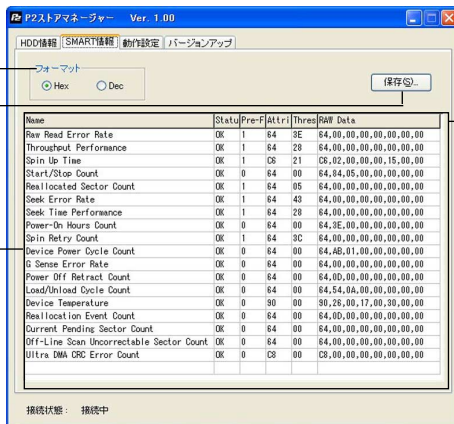 P2ストアマネージャー Ver. 1.00
HDD情報 SMART情報 動作設定 バージョンアップ
フォーマット
Hex Dec 保存(S)...
Name Statu Pre-F Attri Thres RAW Data
Raw Read Error Rate OK 1 64 3E 64,00,00,00,00,00,00,00
Throughput Performance OK 1 64 28 64,00,00,00,00,00,00,00
Spin Up Time OK 1 C6 21 C6,02,00,00,00,15,00,00
Start/Stop Count OK 0 64 00 64,84,05,00,00,00,00,00
Reallocated Sector Count OK 1 64 05 64,00,00,00,00,00,00,00
Seek Error Rate OK 1 64 43 64,00,00,00,00,00,00,00
Seek Time Performance OK 1 64 28 64,00,00,00,00,00,00,00
Power-On Hours Count OK 0 64 00 64,3E,00,00,00,00,00,00
Spin Retry Count OK 1 64 3C 64,00,00,00,00,00,00,00
Device Power Cycle Count OK 0 64 00 64,AB,01,00,00,00,00,00
G Sense Error Rate OK 0 64 00 64,00,00,00,00,00,00,00
Power Off Retract Count OK 0 64 00 64,0D,00,00,00,00,00,00
Load/Unload Cycle Count OK 0 64 00 64,54,0A,00,00,00,00,00
Device Temperature OK 0 90 00 90,26,00,17,00,30,00,00
Reallocation Event Count OK 0 64 00 64,0D,00,00,00,00,00,00
Current Pending Sector Count OK 0 64 00 64,00,00,00,00,00,00,00
Off-Line Scan Uncorrectable Sector Count OK 0 64 00 64,00,00,00,00,00,00,00
Ultra DMA CRC Error Count OK 0 C8 00 C8,00,00,00,00,00,00,00
接続状態： 接続中